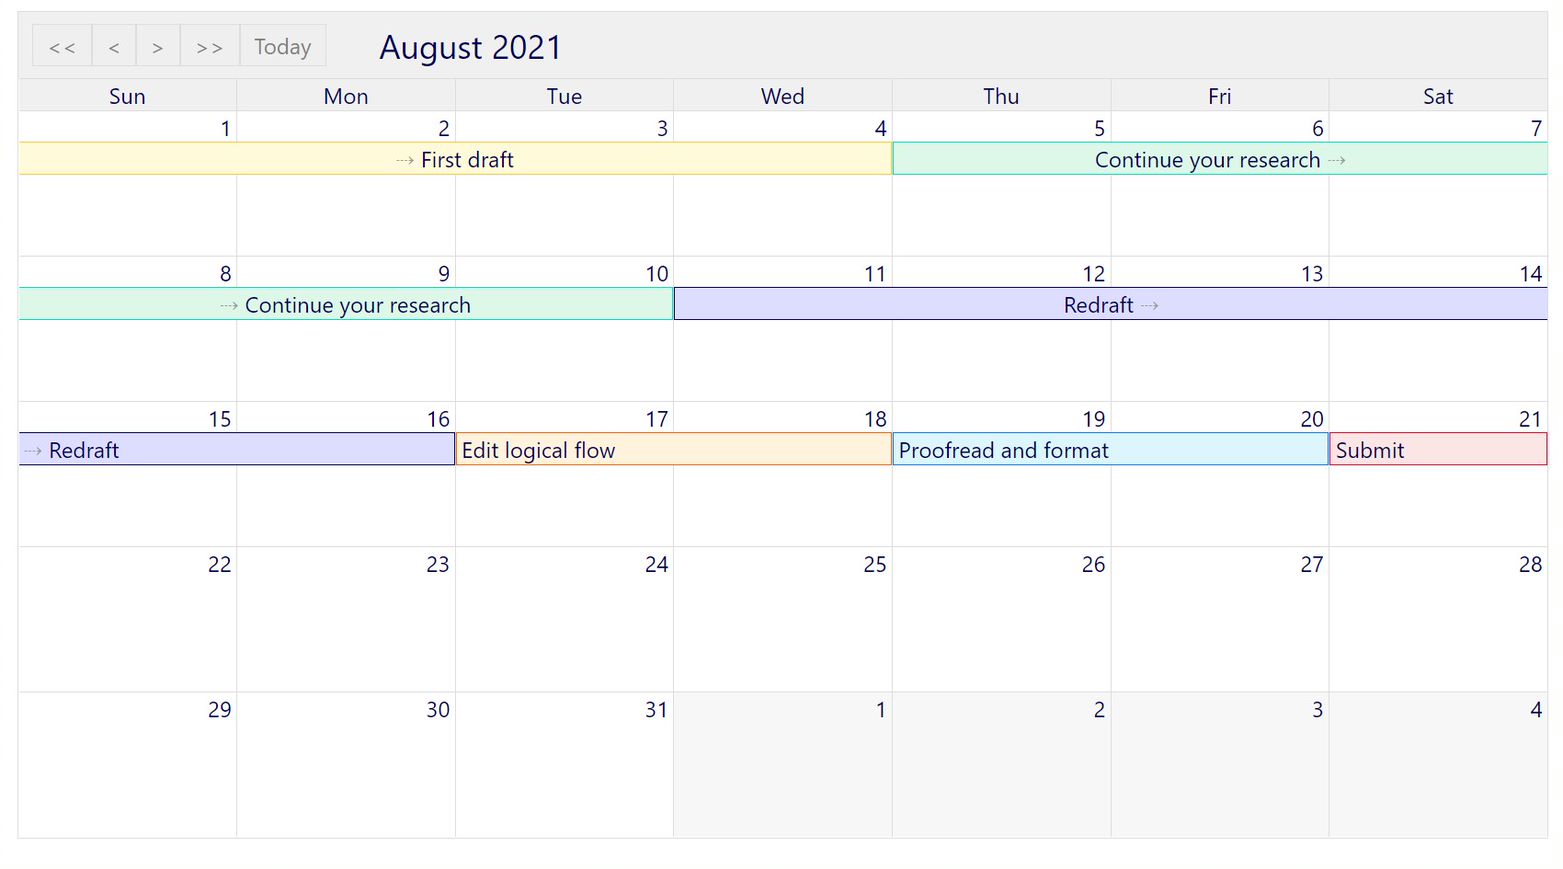 << < > >> Today August 2021
Sun Mon Tue Wed Thu Fri Sat
1 2 3 4 5 6 7
⤑ First draft Continue your research ⤑
8 9 10 11 12 13 14
⤑ Continue your research Redraft ⤑
15 16 17 18 19 20 21
⤑ Redraft Edit logical flow Proofread and format Submit
22 23 24 25 26 27 28
29 30 31 1 2 3 4